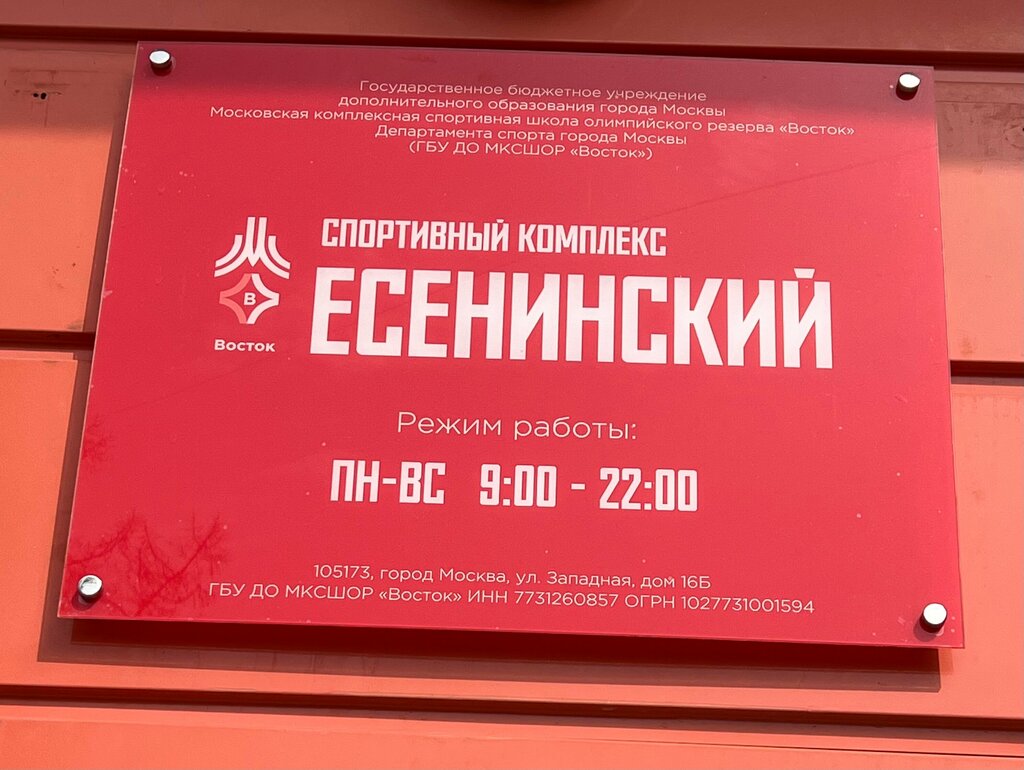 Государственное бюджетное учреждение
дополнительного образования города Москвы
Московская комплексная спортивная школа олимпийского резерва «Восток»
Департамента спорта города Москвы
(ГБУ ДО МКСШОР «Восток»)
СПОРТИВНЫЙ КОМПЛЕКС
ЕСЕНИНСКИЙ
В
Восток
Режим работы:
ПН-ВС 9:00 - 22:00
105173, город Москва, ул. Западная, дом 16Б
ГБУ ДО МКСШОР «Восток» ИНН 7731260857 ОГРН 1027731001594